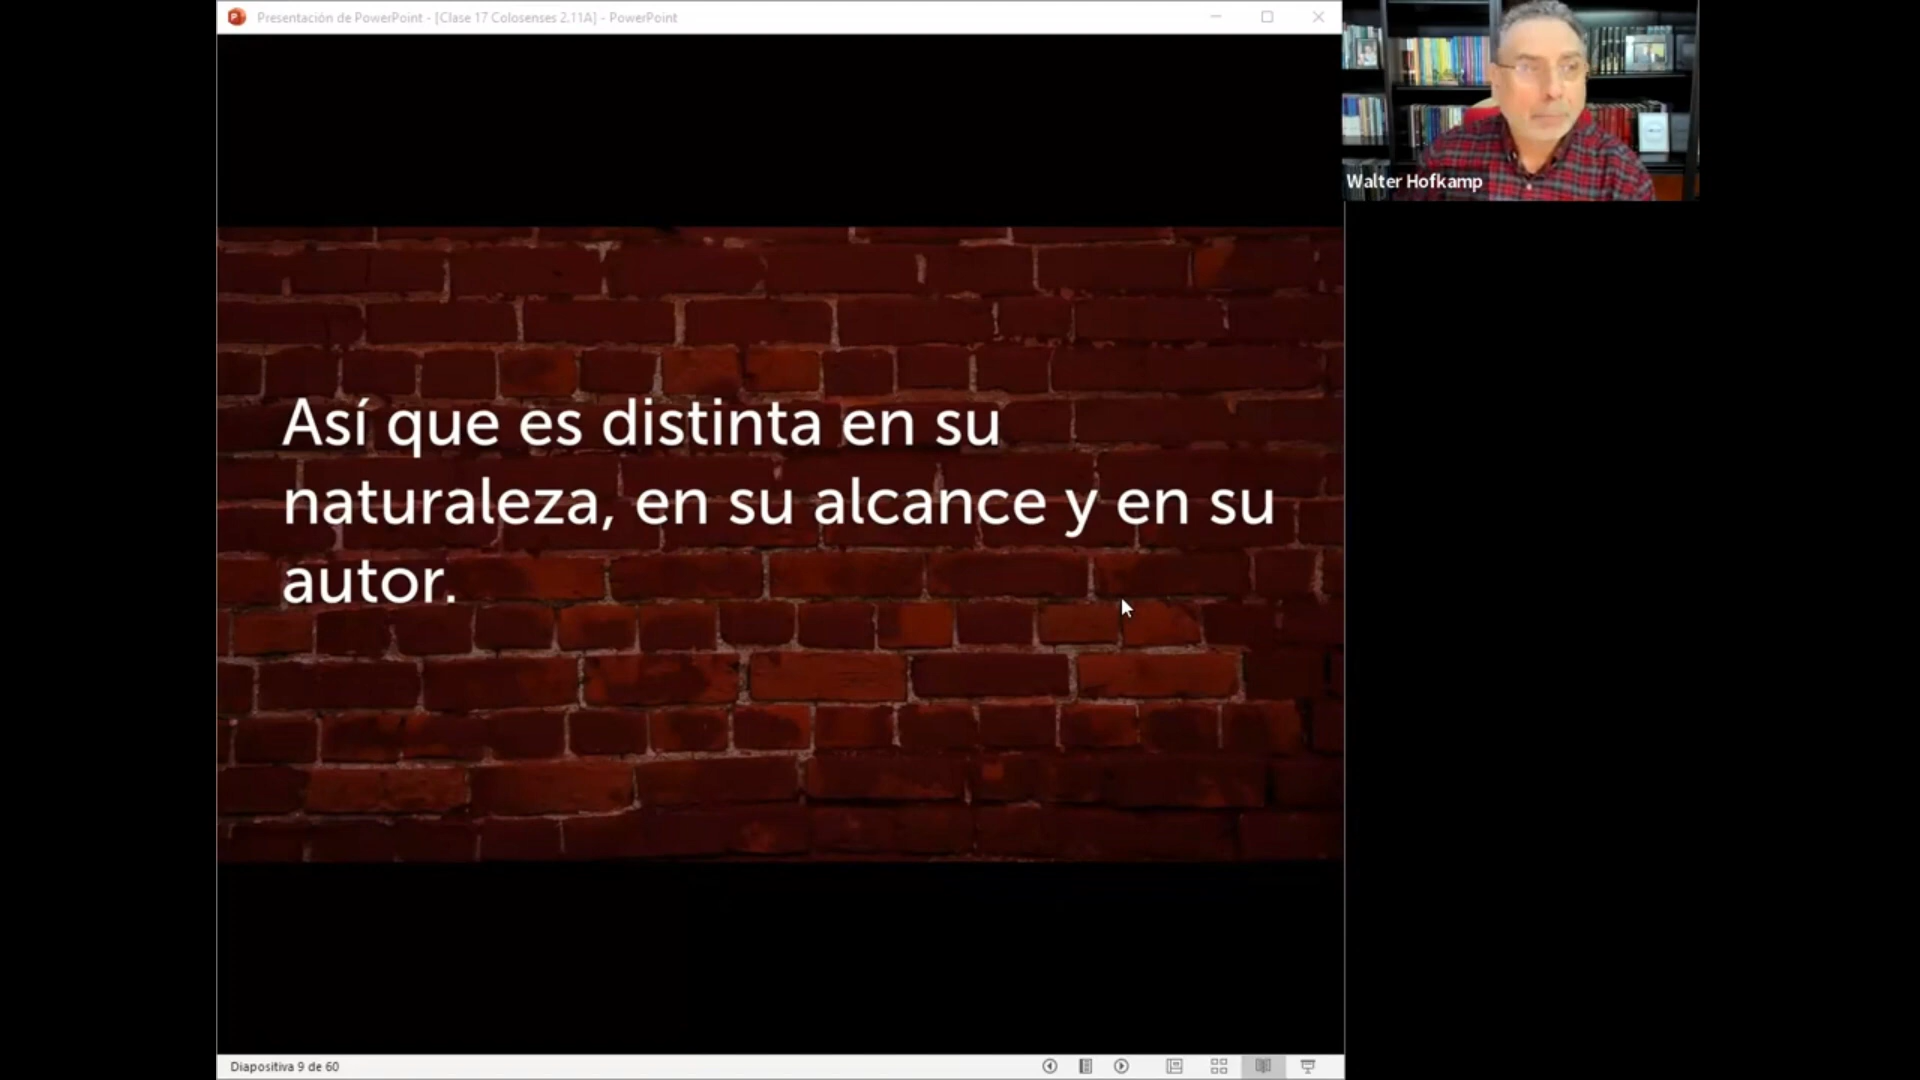 Presentación de PowerPoint - [Clase 17 Colosenses 2.11A] - PowerPoint
Walter Hofkamp
Así que es distinta en su
naturaleza, en su alcance y en su
autor.
Diapositiva 9 de 60